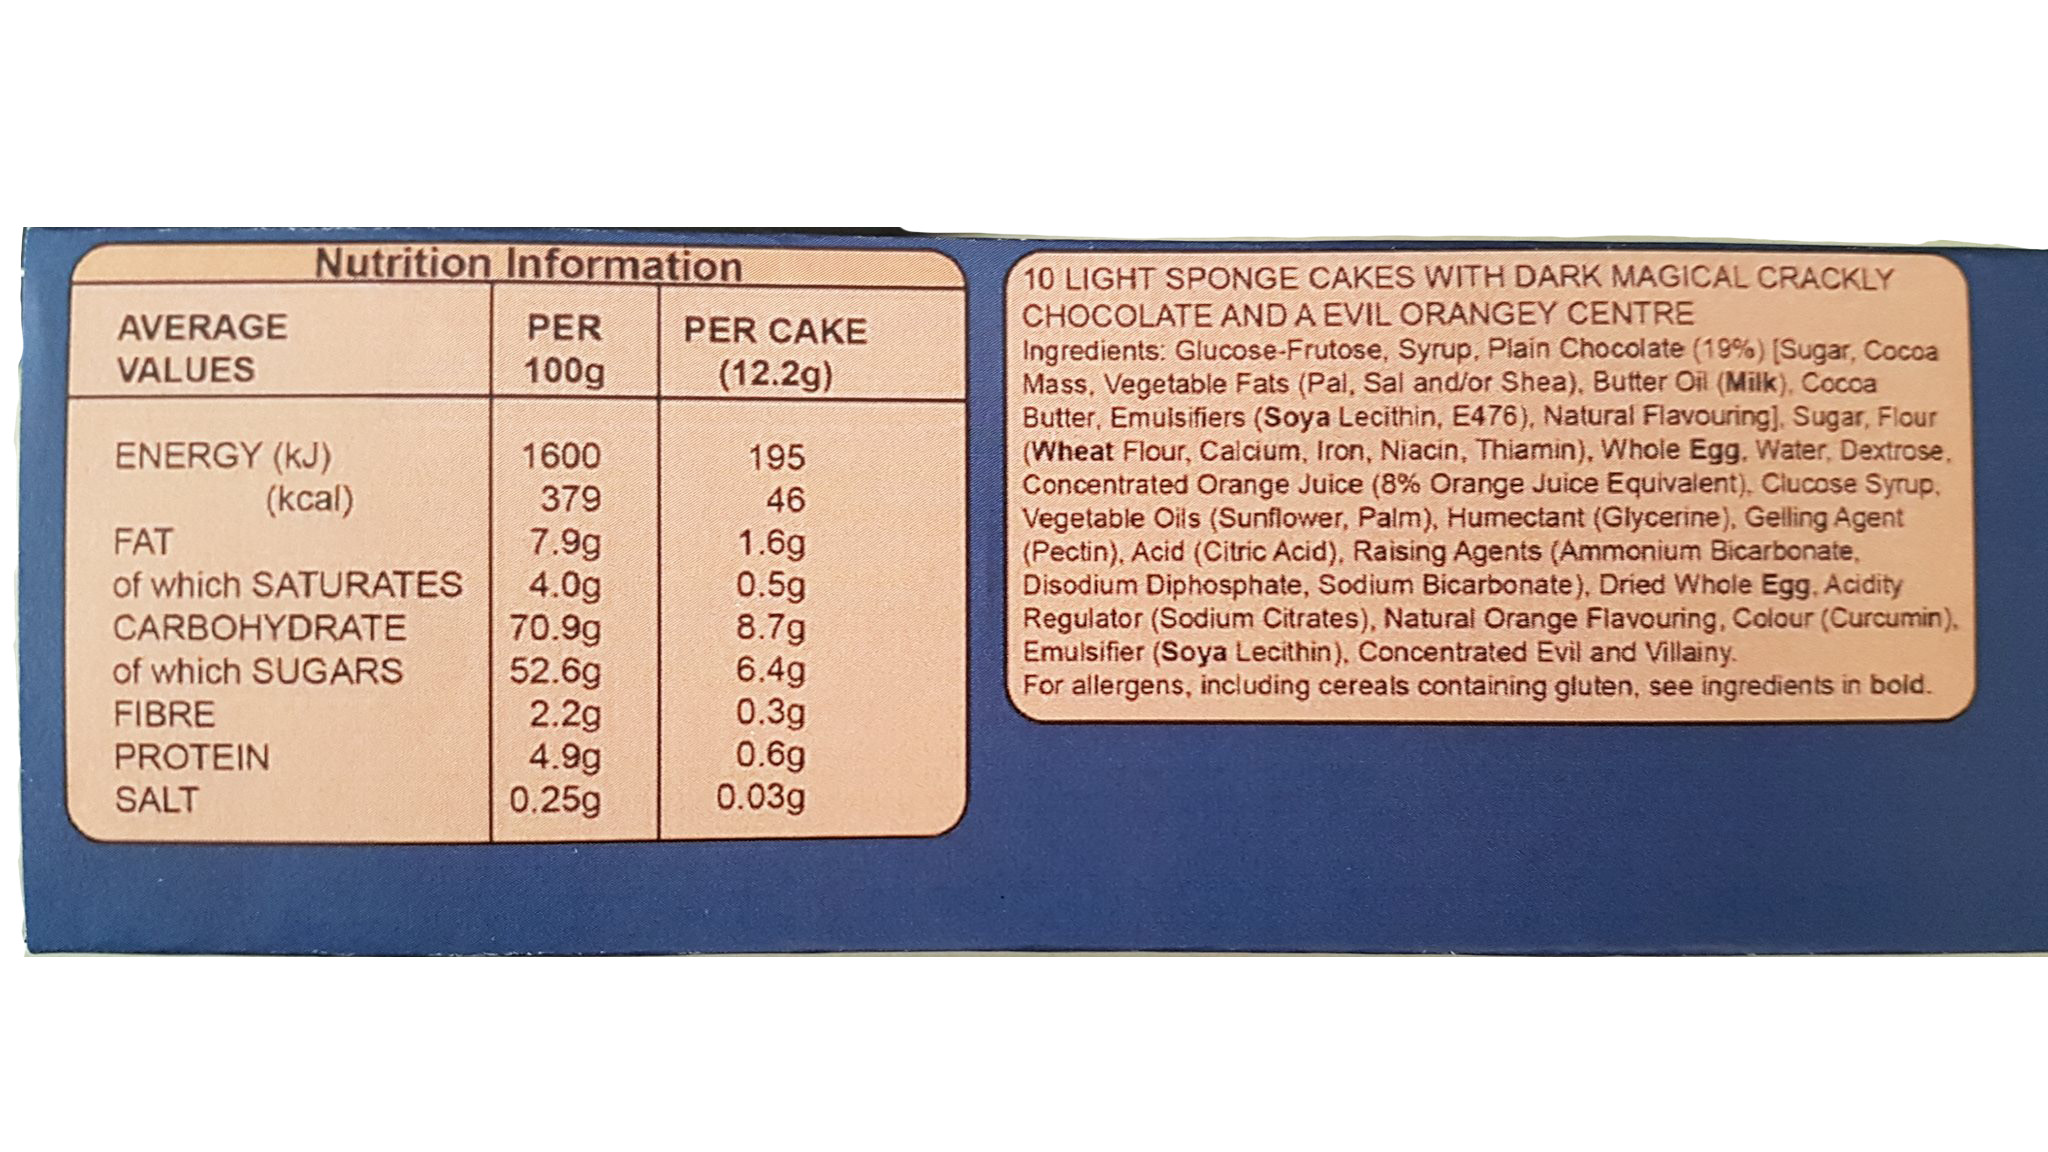 Nutrition Information
AVERAGE VALUES PER 100g PER CAKE (12.2g)
ENERGY (kJ) 1600 195
(kcal) 379 46
FAT 7.9g 1.6g
of which SATURATES 4.0g 0.5g
CARBOHYDRATE 70.9g 8.7g
of which SUGARS 52.6g 6.4g
FIBRE 2.2g 0.3g
PROTEIN 4.9g 0.6g
SALT 0.25g 0.03g
10 LIGHT SPONGE CAKES WITH DARK MAGICAL CRACKLY
CHOCOLATE AND A EVIL ORANGEY CENTRE
Ingredients: Glucose-Frutose, Syrup, Plain Chocolate (19%) [Sugar, Cocoa
Mass, Vegetable Fats (Pal, Sal and/or Shea), Butter Oil (Milk), Cocoa
Butter, Emulsifiers (Soya Lecithin, E476), Natural Flavouring], Sugar, Flour
(Wheat Flour, Calcium, Iron, Niacin, Thiamin), Whole Egg, Water, Dextrose,
Concentrated Orange Juice (8% Orange Juice Equivalent), Clucose Syrup,
Vegetable Oils (Sunflower, Palm), Humectant (Glycerine), Gelling Agent
(Pectin), Acid (Citric Acid), Raising Agents (Ammonium Bicarbonate,
Disodium Diphosphate, Sodium Bicarbonate), Dried Whole Egg, Acidity
Regulator (Sodium Citrates), Natural Orange Flavouring, Colour (Curcumin),
Emulsifier (Soya Lecithin), Concentrated Evil and Villainy.
For allergens, including cereals containing gluten, see ingredients in bold.